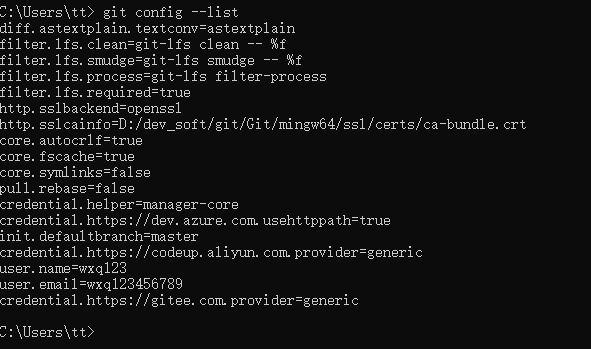 C:\Users\tt> git config --list
diff.astextplain.textconv=astextplain
filter.lfs.clean=git-lfs clean -- %f
filter.lfs.smudge=git-lfs smudge -- %f
filter.lfs.process=git-lfs filter-process
filter.lfs.required=true
http.sslbackend=openssl
http.sslcainfo=D:/dev_soft/git/Git/mingw64/ssl/certs/ca-bundle.crt
core.autocrlf=true
core.fscache=true
core.symlinks=false
pull.rebase=false
credential.helper=manager-core
credential.https://dev.azure.com.usehttppath=true
init.defaultbranch=master
credential.https://codeup.aliyun.com.provider=generic
user.name=wxq123
user.email=wxq123456789
credential.https://gitee.com.provider=generic
C:\Users\tt>